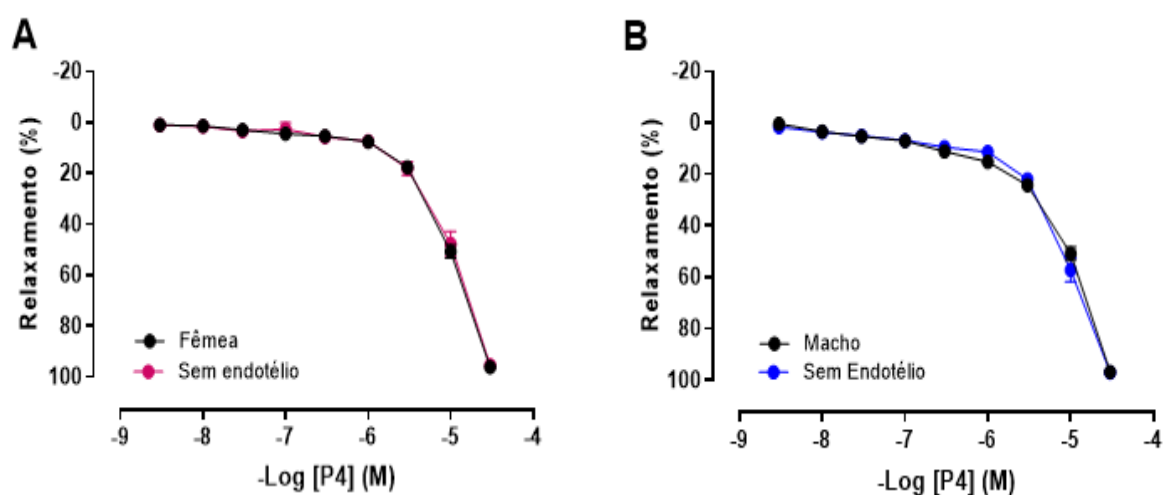 A
-20
0
20
40
60
80
100
Relaxamento (%)
Fêmea
Sem endotélio
-9 -8 -7 -6 -5 -4
-Log [P4] (M)
B
-20
0
20
40
60
80
100
Relaxamento (%)
Macho
Sem Endotélio
-9 -8 -7 -6 -5 -4
-Log [P4] (M)